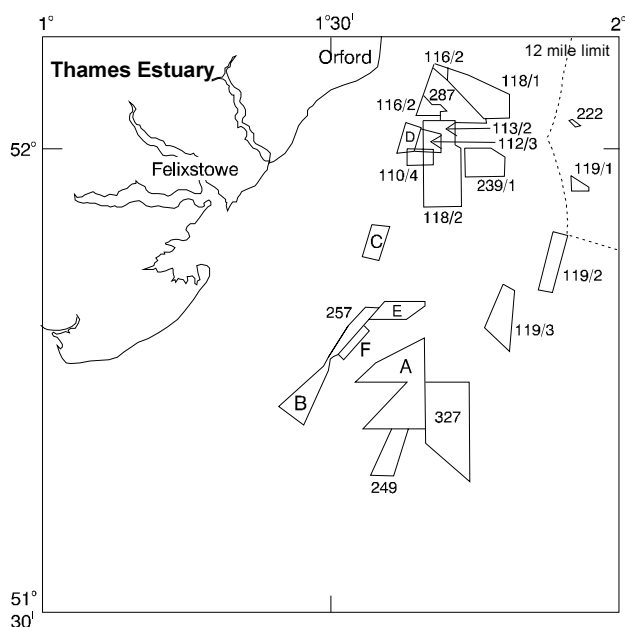 1° 1°30' 2°
Orford 116/2 12 mile limit
Thames Estuary 287 118/1
116/2
222
113/2
D 112/3
52°
Felixstowe 110/4 239/1 119/1
118/2
C
119/2
257 E
F 119/3
A
B
327
249
51°
30'